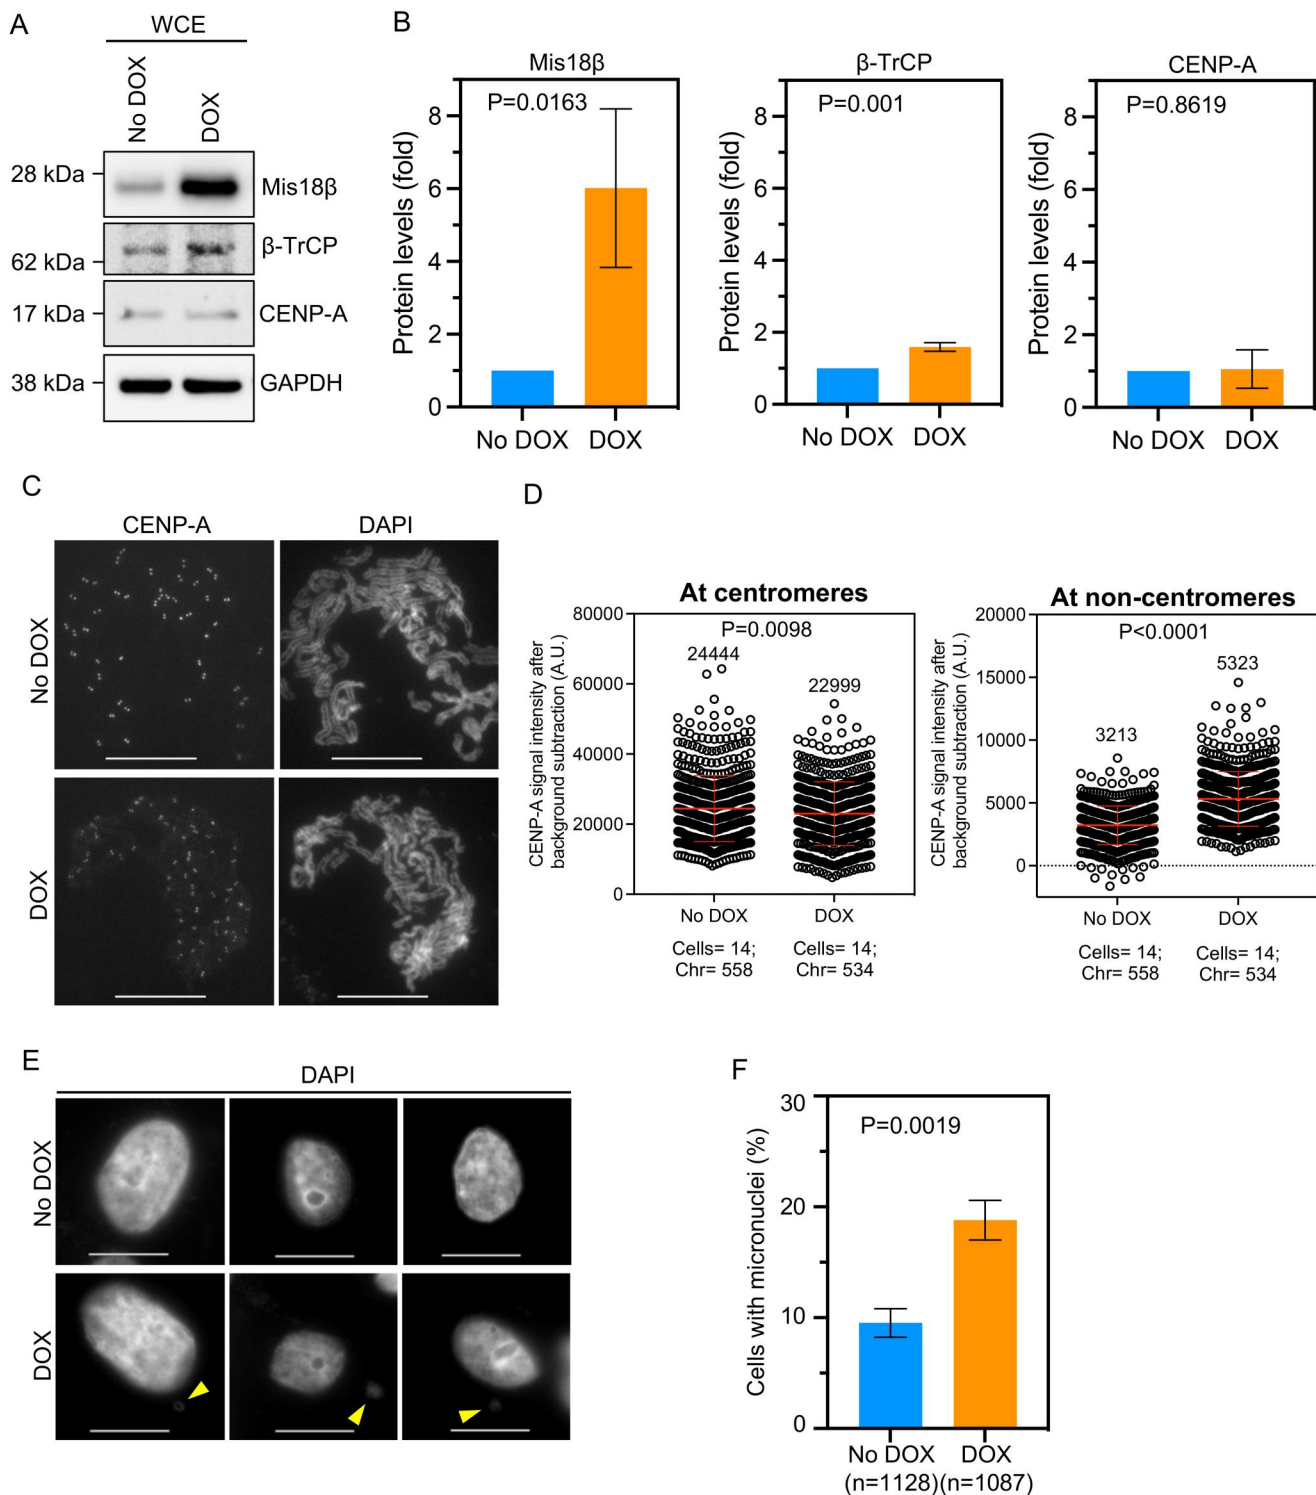 A
WCE
No DOX
DOX
28 kDa
Mis18β
62 kDa
β-TrCP
17 kDa
CENP-A
38 kDa
GAPDH
B
Mis18β
P=0.0163
Protein levels (fold)
8
6
4
2
0
No DOX
DOX
β-TrCP
P=0.001
Protein levels (fold)
8
6
4
2
0
No DOX
DOX
CENP-A
P=0.8619
Protein levels (fold)
8
6
4
2
0
No DOX
DOX
C
CENP-A
DAPI
No DOX
DOX
D
At centromeres
P=0.0098
CENP-A signal intensity after
background subtraction (A.U.)
80000
60000
40000
20000
0
24444
22999
No DOX
DOX
Cells= 14;
Chr= 558
Cells= 14;
Chr= 534
At non-centromeres
P<0.0001
CENP-A signal intensity after
background subtraction (A.U.)
20000
15000
10000
5000
0
3213
5323
No DOX
DOX
Cells= 14;
Chr= 558
Cells= 14;
Chr= 534
E
DAPI
No DOX
DOX
F
P=0.0019
Cells with micronuclei (%)
30
20
10
0
No DOX
(n=1128)
DOX
(n=1087)